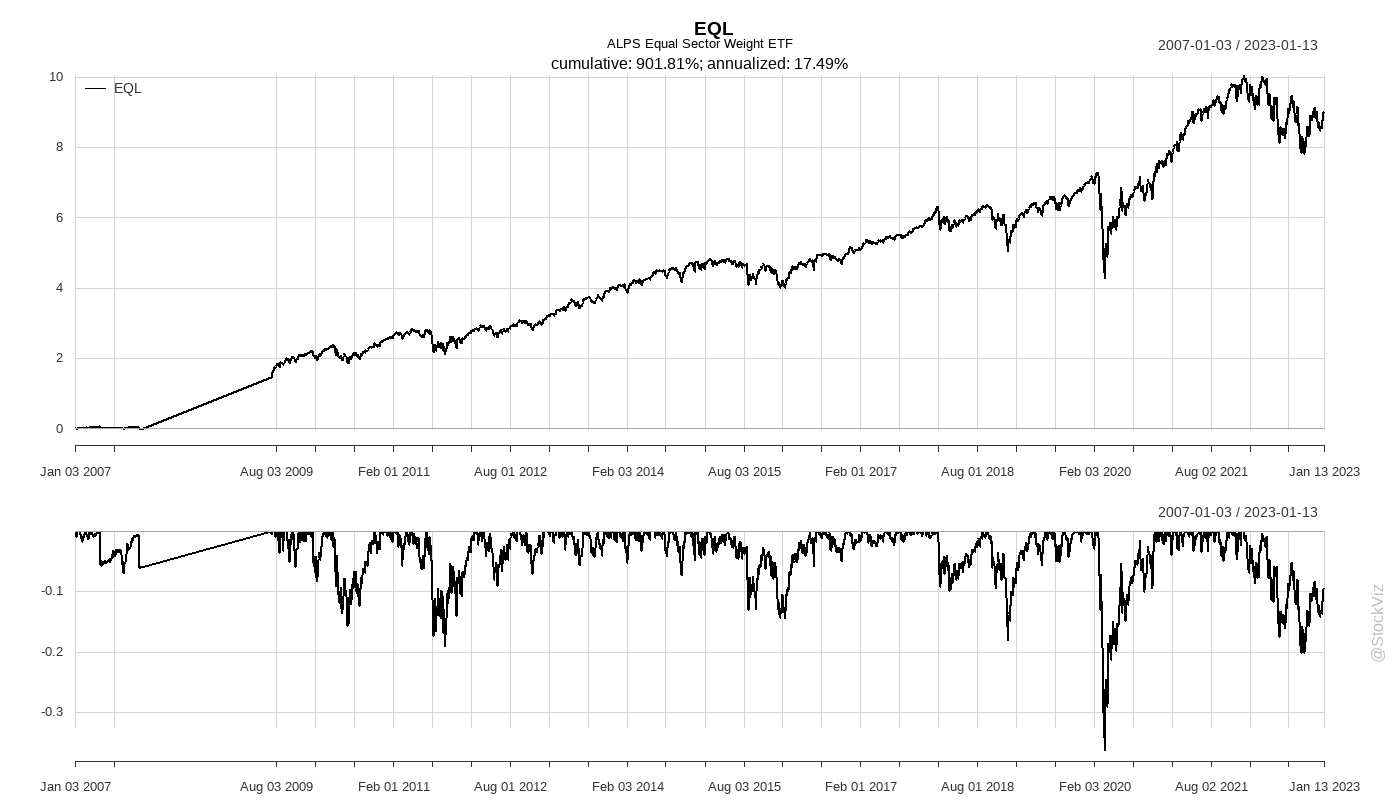 EQL
ALPS Equal Sector Weight ETF
cumulative: 901.81%; annualized: 17.49%
2007-01-03 / 2023-01-13
EQL
10
8
6
4
2
0
Jan 03 2007 Aug 03 2009 Feb 01 2011 Aug 01 2012 Feb 03 2014 Aug 03 2015 Feb 01 2017 Aug 01 2018 Feb 03 2020 Aug 02 2021 Jan 13 2023
2007-01-03 / 2023-01-13
-0.1
-0.2
-0.3
Jan 03 2007 Aug 03 2009 Feb 01 2011 Aug 01 2012 Feb 03 2014 Aug 03 2015 Feb 01 2017 Aug 01 2018 Feb 03 2020 Aug 02 2021 Jan 13 2023
@StockViz